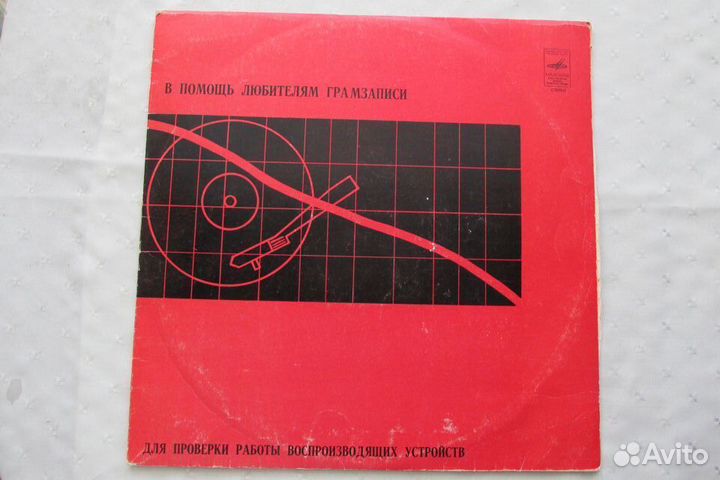 В ПОМОЩЬ ЛЮБИТЕЛЯМ ГРАМЗАПИСИ
ДЛЯ ПРОВЕРКИ РАБОТЫ ВОСПРОИЗВОДЯЩИХ УСТРОЙСТВ
Avito